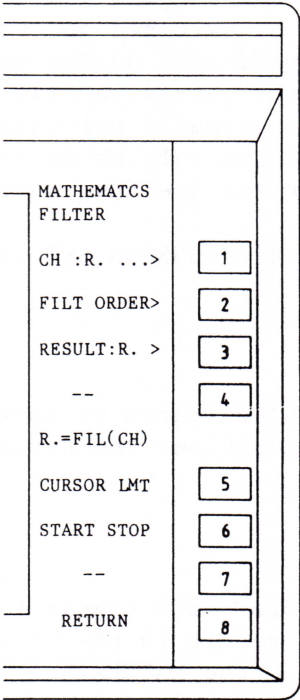 MATHEMATCS
FILTER
CH :R. ...> 1
FILT ORDER> 2
RESULT:R. > 3
-- 4
R.=FIL(CH)
CURSOR LMT 5
START STOP 6
-- 7
RETURN 8